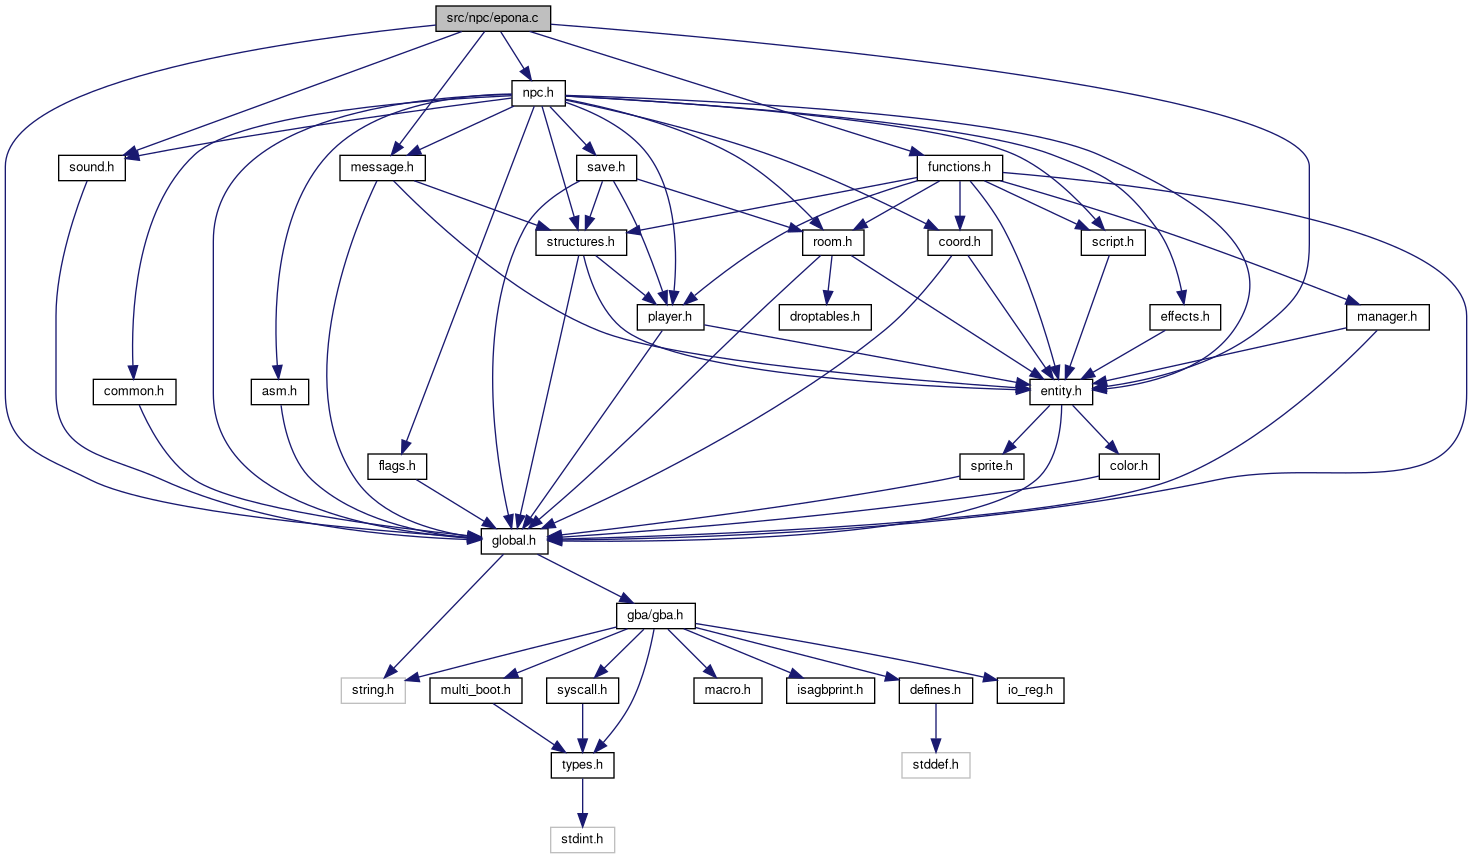 src/npc/epona.c
npc.h
sound.h
message.h
save.h
functions.h
structures.h
room.h
coord.h
script.h
player.h
droptables.h
effects.h
manager.h
common.h
asm.h
entity.h
flags.h
sprite.h
color.h
global.h
gba/gba.h
string.h
multi_boot.h
syscall.h
macro.h
isagbprint.h
defines.h
io_reg.h
types.h
stddef.h
stdint.h